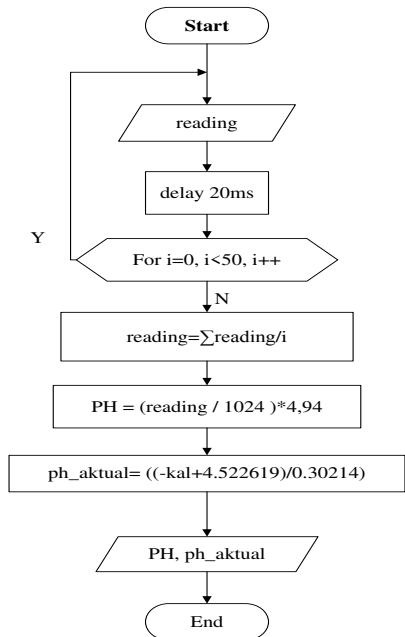 Start
reading
delay 20ms
Y
For i=0, i<50, i++
N
reading=∑reading/i
PH = (reading / 1024 )*4,94
ph_aktual= ((-kal+4.522619)/0.30214)
PH, ph_aktual
End